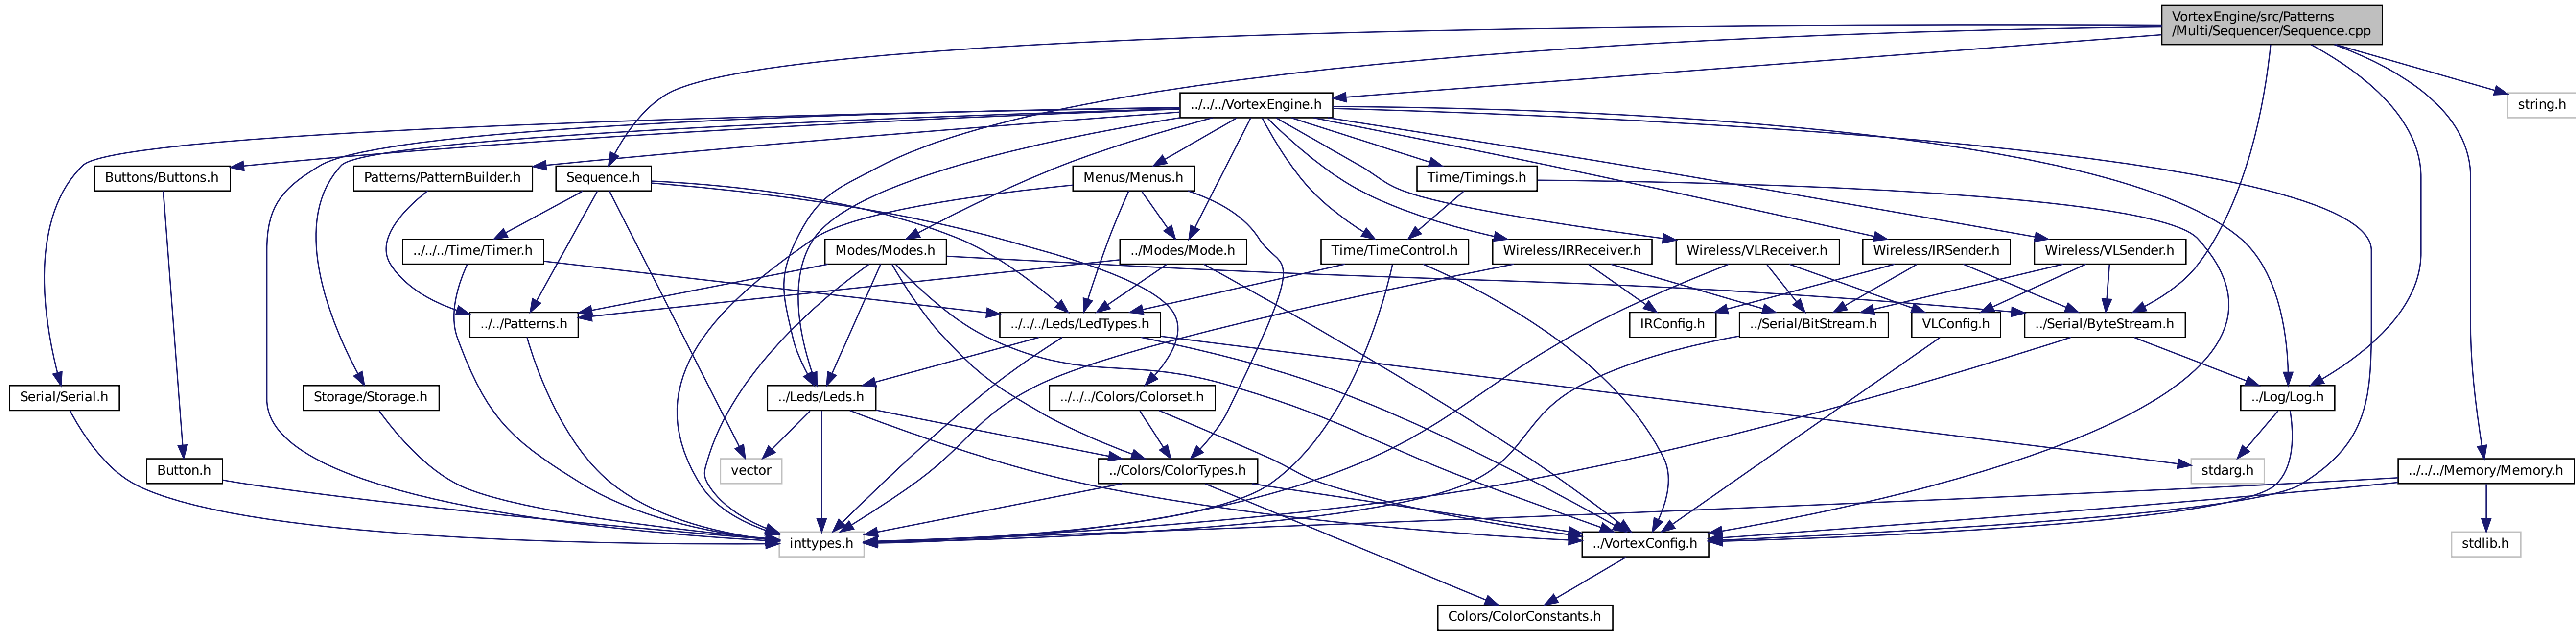 VortexEngine/src/Patterns
/Multi/Sequencer/Sequence.cpp
../../../VortexEngine.h
string.h
Buttons/Buttons.h
Patterns/PatternBuilder.h
Sequence.h
Menus/Menus.h
Time/Timings.h
../../../Time/Timer.h
Modes/Modes.h
../Modes/Mode.h
Time/TimeControl.h
Wireless/IRReceiver.h
Wireless/VLReceiver.h
Wireless/IRSender.h
Wireless/VLSender.h
../../Patterns.h
../../../Leds/LedTypes.h
IRConfig.h
../Serial/BitStream.h
VLConfig.h
../Serial/ByteStream.h
Serial/Serial.h
Storage/Storage.h
../Leds/Leds.h
../../../Colors/Colorset.h
../Log/Log.h
Button.h
vector
../Colors/ColorTypes.h
stdarg.h
../../../Memory/Memory.h
inttypes.h
../VortexConfig.h
stdlib.h
Colors/ColorConstants.h